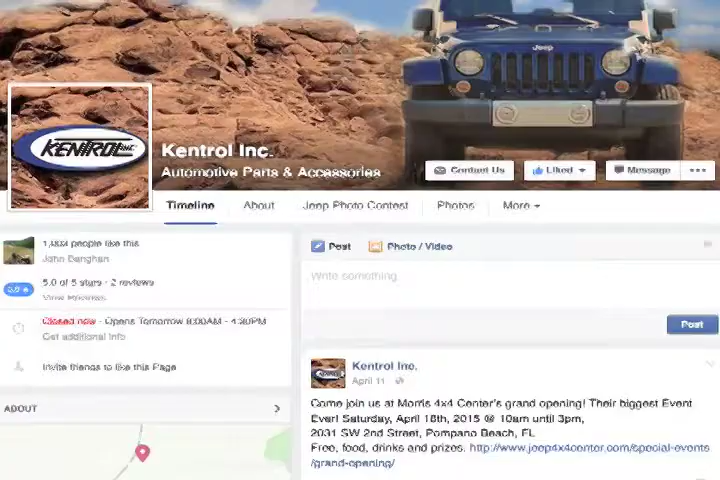 Jeep
KENTROL INC.
Kentrol Inc.
Automotive Parts & Accessories
Contact Us
Liked
Message
Timeline
About
Jeep Photo Contest
Photos
More
people like this
John
5.0 of 5 stars · 2 reviews
View Reviews
Closed now · Opens Tomorrow 8:00AM - 4:30PM
Get additional info
Invite friends to like this Page
ABOUT
Post
Photo / Video
Write something
Post
Kentrol Inc.
April 11
Come join us at Morris 4x4 Center's grand opening! Their biggest Event
Ever! Saturday, April 18th, 2015 @ 10am until 3pm,
2031 SW 2nd Street, Pompano Beach, FL
Free, food, drinks and prizes. http://www.jeep4x4center.com/special-events
/grand-opening/